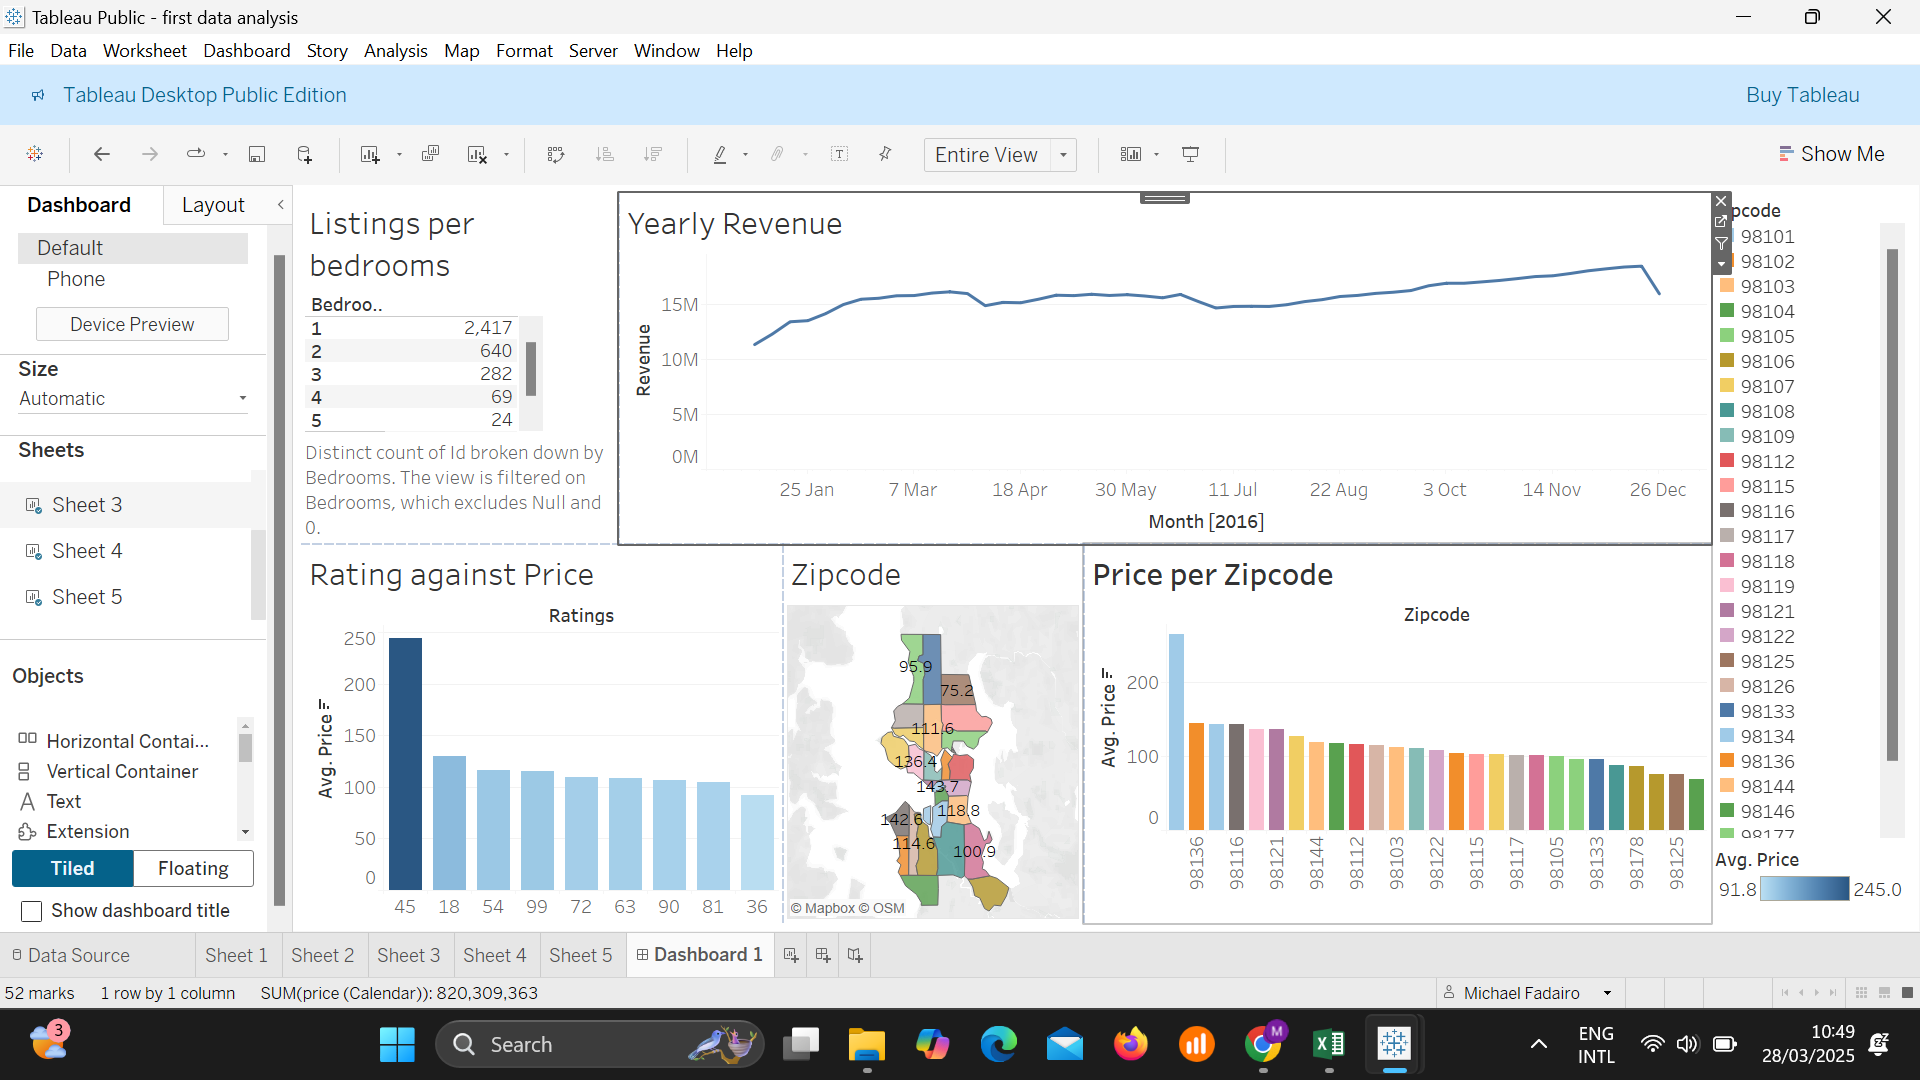 Tableau Public - first data analysis
File Data Worksheet Dashboard Story Analysis Map Format Server Window Help
Tableau Desktop Public Edition
Buy Tableau
Entire View
Show Me
Dashboard
Layout
Default
Phone
Device Preview
Size
Automatic
Sheets
Sheet 3
Sheet 4
Sheet 5
Objects
Horizontal Contai...
Vertical Container
Text
Extension
Tiled
Floating
Show dashboard title
Listings per
bedrooms
Bedroo..
1 2,417
2 640
3 282
4 69
5 24
Distinct count of Id broken down by
Bedrooms. The view is filtered on
Bedrooms, which excludes Null and
0.
Yearly Revenue
Revenue
15M
10M
5M
0M
25 Jan 7 Mar 18 Apr 30 May 11 Jul 22 Aug 3 Oct 14 Nov 26 Dec
Month [2016]
Rating against Price
Ratings
Avg. Price
250
200
150
100
50
0
45 18 54 99 72 63 90 81 36
Zipcode
95.9
75.2
111.6
136.4
143.7
118.8
142.6
114.6
100.9
© Mapbox © OSM
Price per Zipcode
Zipcode
Avg. Price
200
100
0
98136 98116 98121 98144 98112 98103 98122 98115 98117 98105 98133 98178 98125
pcode
98101
98102
98103
98104
98105
98106
98107
98108
98109
98112
98115
98116
98117
98118
98119
98121
98122
98125
98126
98133
98134
98136
98144
98146
98177
Avg. Price
91.8 245.0
Data Source Sheet 1 Sheet 2 Sheet 3 Sheet 4 Sheet 5 Dashboard 1
52 marks 1 row by 1 column SUM(price (Calendar)): 820,309,363
Michael Fadairo
3
Search
M
ENG
INTL
10:49
28/03/2025